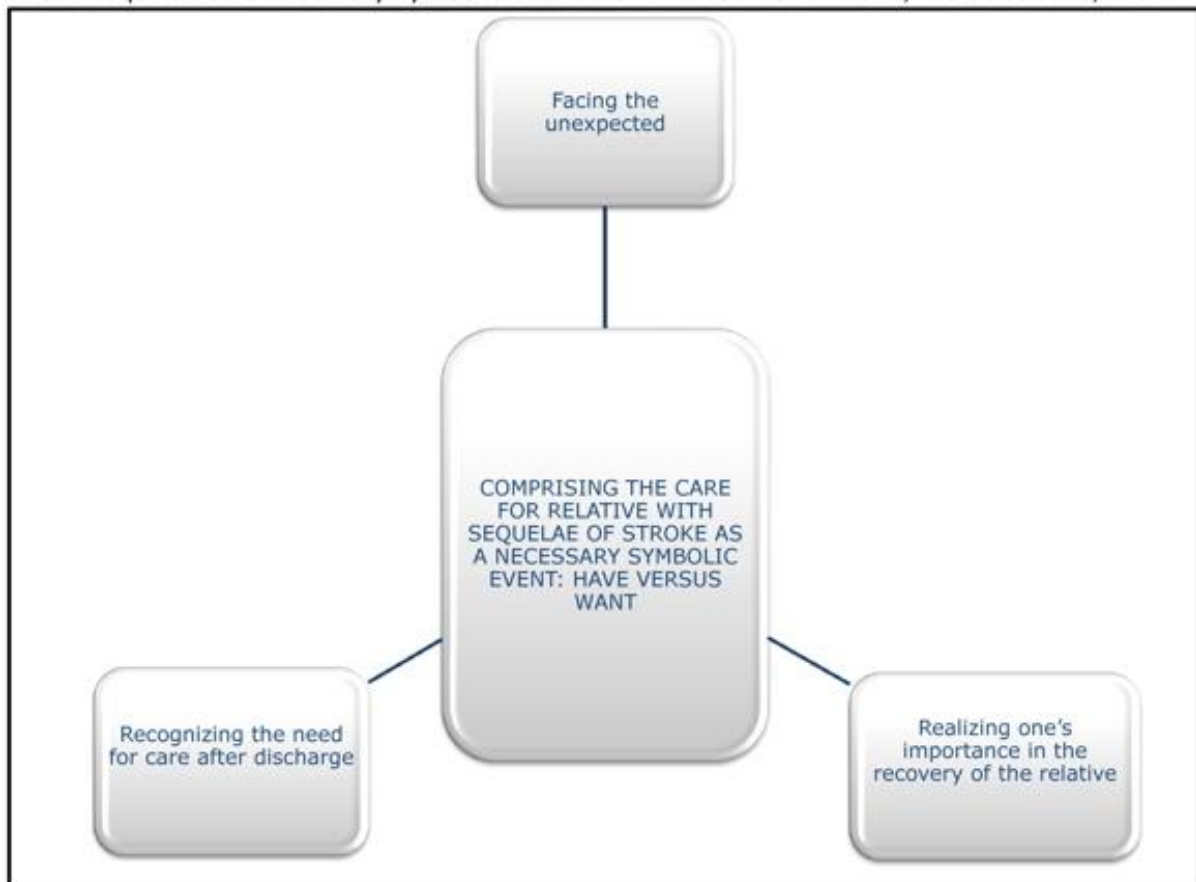 Facing the
unexpected
COMPRISING THE CARE
FOR RELATIVE WITH
SEQUELAE OF STROKE AS
A NECESSARY SYMBOLIC
EVENT: HAVE VERSUS
WANT
Recognizing the need
for care after discharge
Realizing one’s
importance in the
recovery of the relative